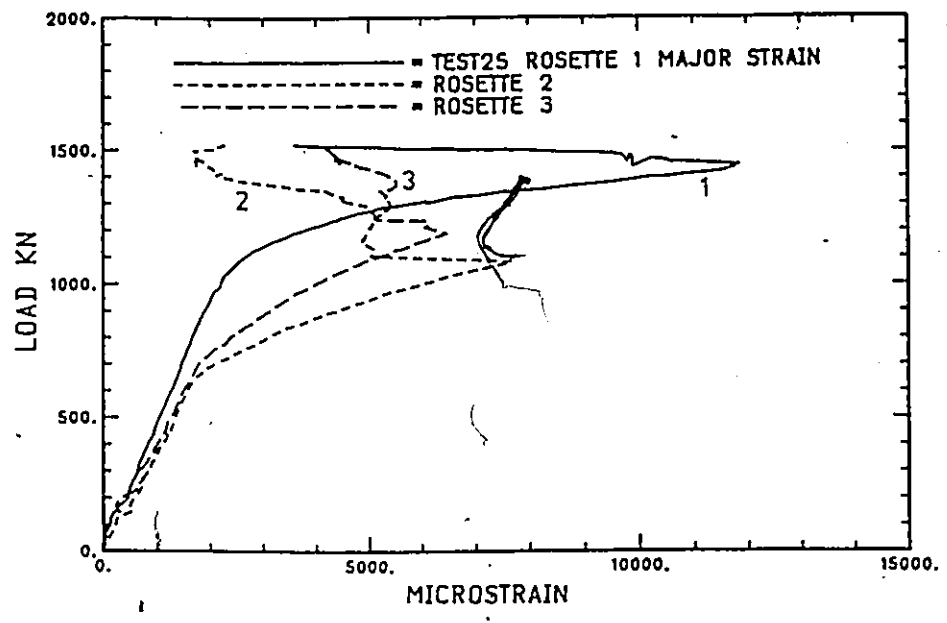 2000.
1500.
1000.
500.
0.
LOAD KN
= TEST2S ROSETTE 1 MAJOR STRAIN
= ROSETTE 2
= ROSETTE 3
2
3
1
0.
5000.
10000.
15000
MICROSTRAIN